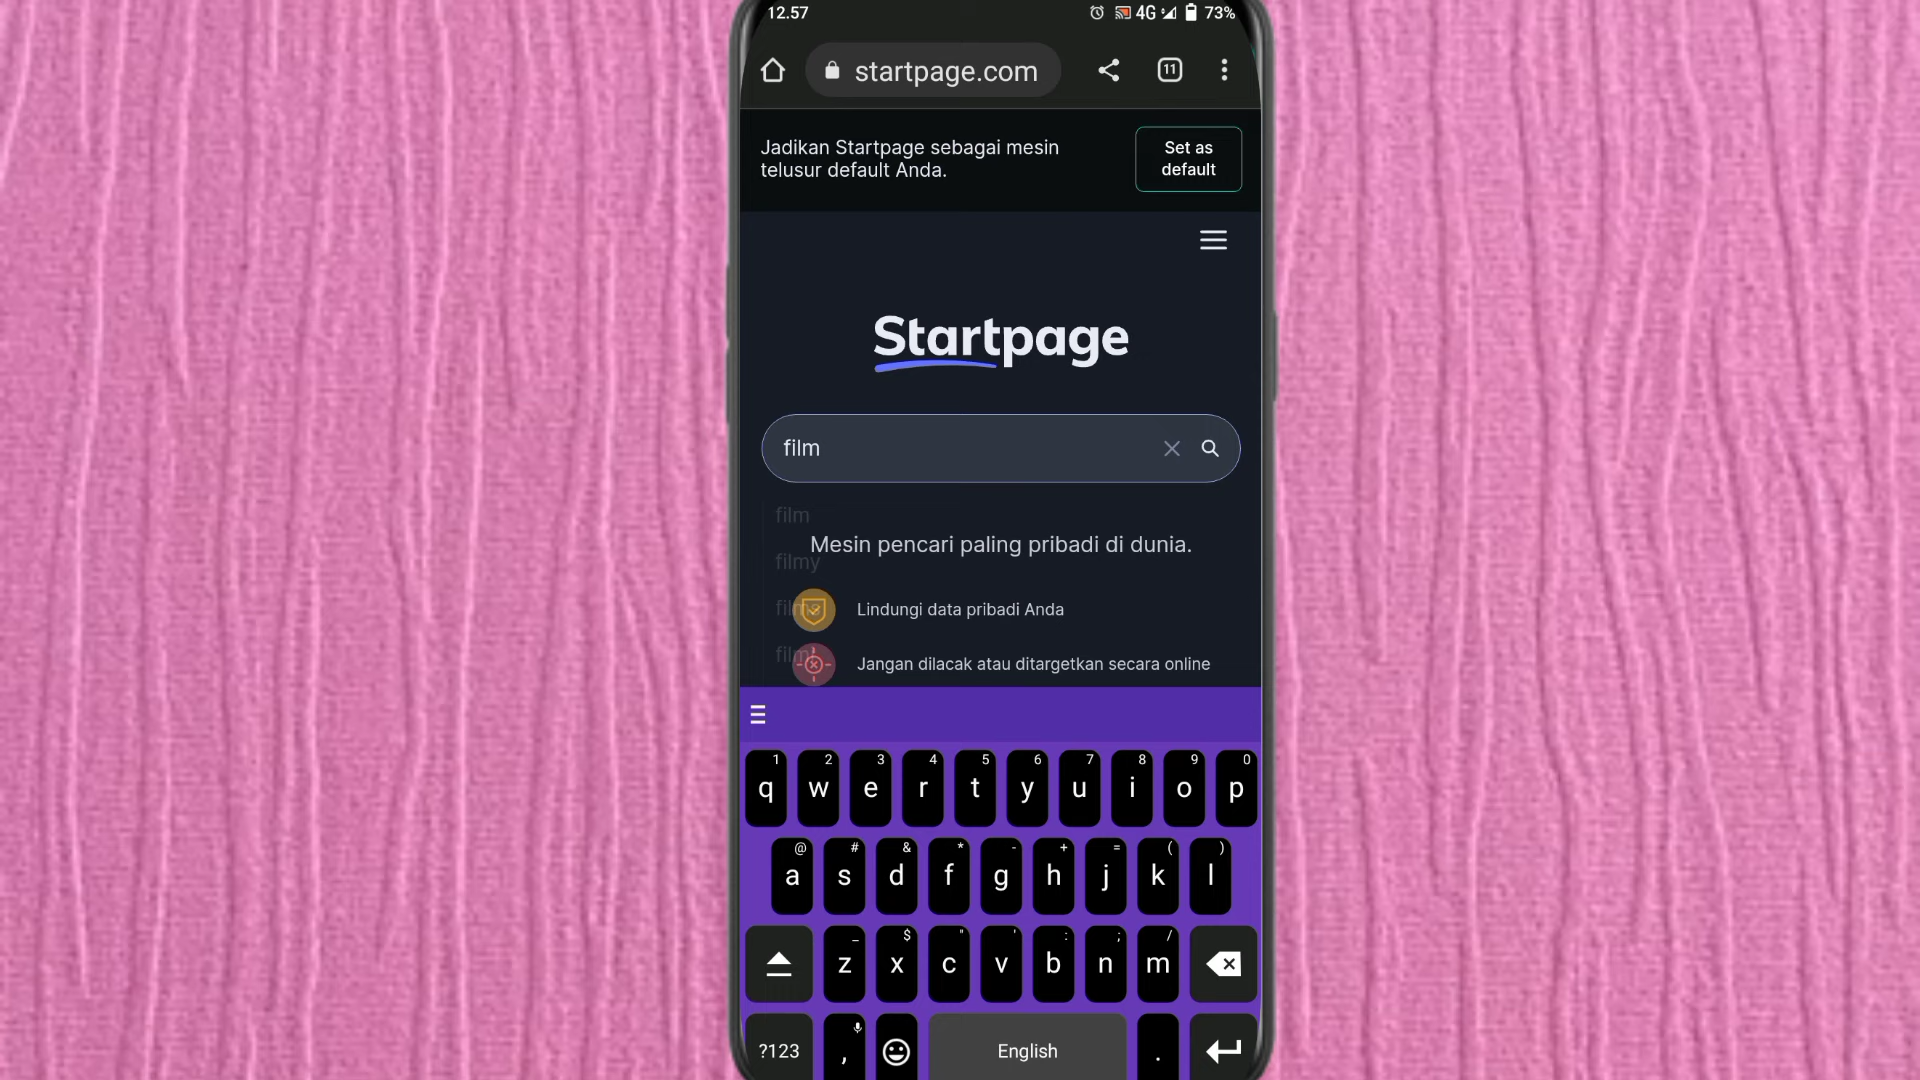 12.57 4G 73%
startpage.com 11
Jadikan Startpage sebagai mesin
telusur default Anda.
Set as
default
Startpage
film
film
Mesin pencari paling pribadi di dunia.
filmy
Lindungi data pribadi Anda
Jangan dilacak atau ditargetkan secara online
1 2 3 4 5 6 7 8 9 0
q w e r t y u i o p
@ # & * - + = ( )
a s d f g h j k l
_ $ " ' : ; /
z x c v b n m
?123 , English .